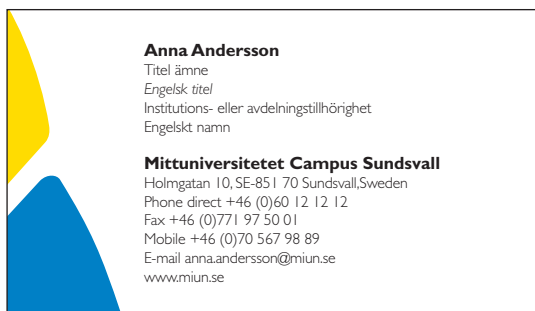 Anna Andersson
Titel ämne
Engelsk titel
Institutions- eller avdelningstillhörighet
Engelskt namn
Mittuniversitetet Campus Sundsvall
Holmgatan 10, SE-851 70 Sundsvall,Sweden
Phone direct +46 (0)60 12 12 12
Fax +46 (0)771 97 50 01
Mobile +46 (0)70 567 98 89
E-mail anna.andersson@miun.se
www.miun.se